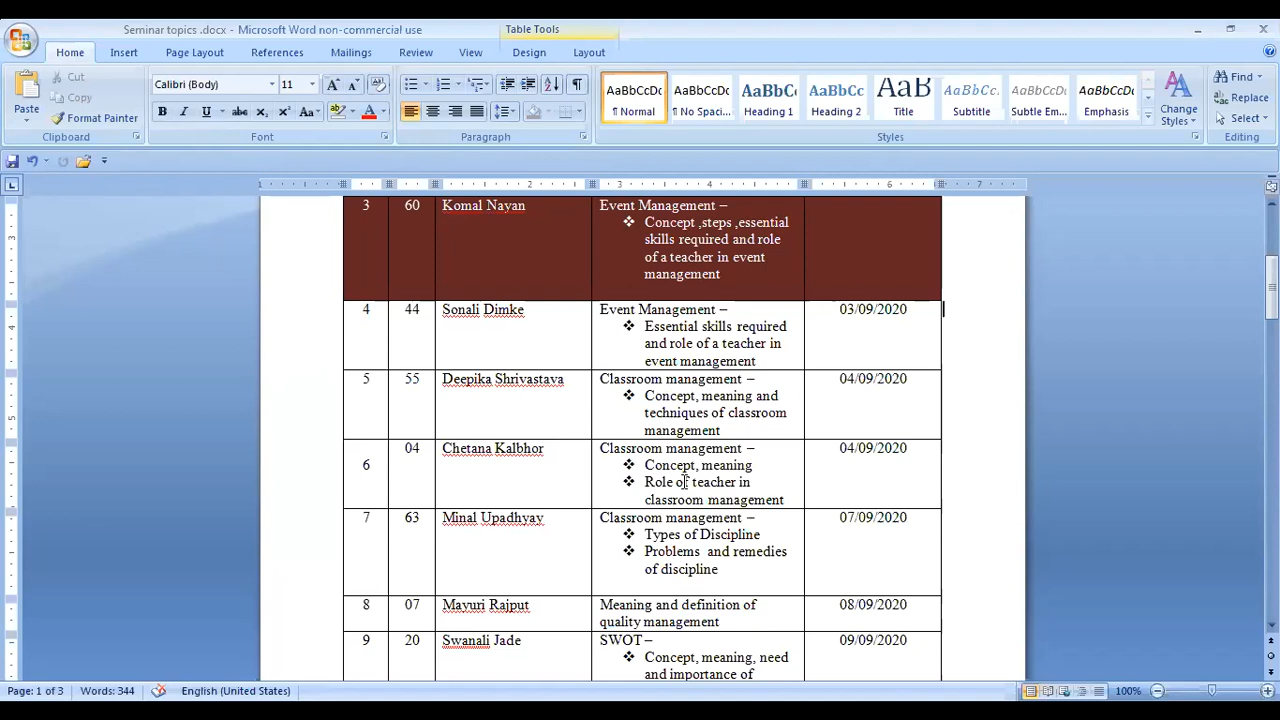 Seminar topics .docx - Microsoft Word non-commercial use
Table Tools
Home Insert Page Layout References Mailings Review View Design Layout
Paste
Cut
Copy
Format Painter
Clipboard
Calibri (Body) 11
Font
Paragraph
AaBbCcDc AaBbCcDc AaBbCc AaBbCc AaB AaBbCc. AaBbCcDc AaBbCcDc
¶ Normal ¶ No Spaci... Heading 1 Heading 2 Title Subtitle Subtle Em... Emphasis
Change Styles
Styles
Find
Replace
Select
Editing
3 60 Komal Nayan Event Management –
❖ Concept ,steps ,essential
skills required and role
of a teacher in event
management
4 44 Sonali Dimke Event Management – 03/09/2020
❖ Essential skills required
and role of a teacher in
event management
5 55 Deepika Shrivastava Classroom management – 04/09/2020
❖ Concept, meaning and
techniques of classroom
management
6 04 Chetana Kalbhor Classroom management – 04/09/2020
❖ Concept, meaning
❖ Role of teacher in
classroom management
7 63 Minal Upadhyay Classroom management – 07/09/2020
❖ Types of Discipline
❖ Problems and remedies
of discipline
8 07 Mayuri Rajput Meaning and definition of 08/09/2020
quality management
9 20 Swanali Jade SWOT – 09/09/2020
❖ Concept, meaning, need
and importance of
Page: 1 of 3 Words: 344 English (United States) 100%